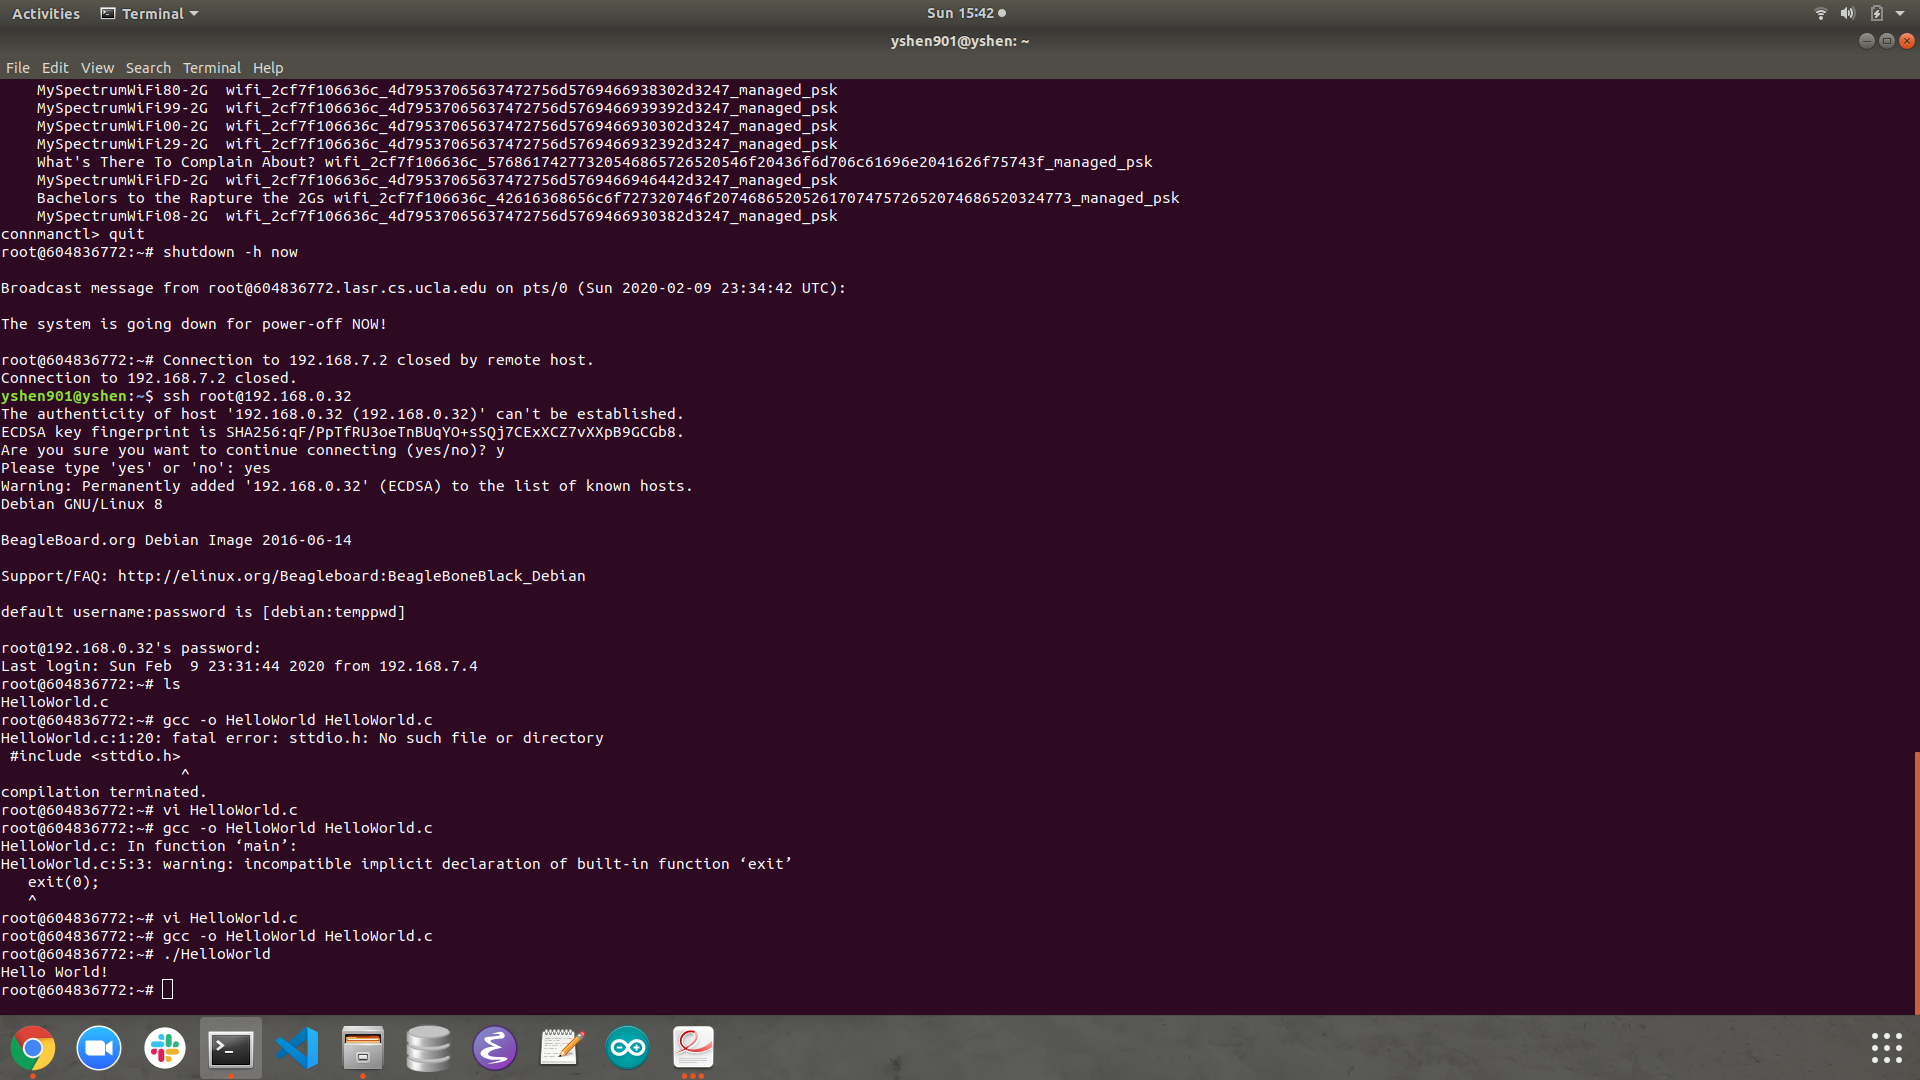 Activities Terminal Sun 15:42
yshen901@yshen: ~
File Edit View Search Terminal Help
MySpectrumWiFi80-2G wifi_2cf7f106636c_4d79537065637472756d5769466938302d3247_managed_psk
MySpectrumWiFi99-2G wifi_2cf7f106636c_4d79537065637472756d5769466939392d3247_managed_psk
MySpectrumWiFi00-2G wifi_2cf7f106636c_4d79537065637472756d5769466930302d3247_managed_psk
MySpectrumWiFi29-2G wifi_2cf7f106636c_4d79537065637472756d5769466932392d3247_managed_psk
What's There To Complain About? wifi_2cf7f106636c_57686174277320546865726520546f20436f6d706c61696e2041626f75743f_managed_psk
MySpectrumWiFiFD-2G wifi_2cf7f106636c_4d79537065637472756d5769466946442d3247_managed_psk
Bachelors to the Rapture the 2Gs wifi_2cf7f106636c_42616368656c6f727320746f207468652052617074757265207468652032​4773_managed_psk
MySpectrumWiFi08-2G wifi_2cf7f106636c_4d79537065637472756d5769466930382d3247_managed_psk
connmanctl> quit
root@604836772:~# shutdown -h now
Broadcast message from root@604836772.lasr.cs.ucla.edu on pts/0 (Sun 2020-02-09 23:34:42 UTC):
The system is going down for power-off NOW!
root@604836772:~# Connection to 192.168.7.2 closed by remote host.
Connection to 192.168.7.2 closed.
yshen901@yshen:~$ ssh root@192.168.0.32
The authenticity of host '192.168.0.32 (192.168.0.32)' can't be established.
ECDSA key fingerprint is SHA256:qF/PpTfRU3oeTnBUqYO+sSQj7CExXCZ7vXXpB9GCGb8.
Are you sure you want to continue connecting (yes/no)? y
Please type 'yes' or 'no': yes
Warning: Permanently added '192.168.0.32' (ECDSA) to the list of known hosts.
Debian GNU/Linux 8
BeagleBoard.org Debian Image 2016-06-14
Support/FAQ: http://elinux.org/Beagleboard:BeagleBoneBlack_Debian
default username:password is [debian:temppwd]
root@192.168.0.32's password:
Last login: Sun Feb  9 23:31:44 2020 from 192.168.7.4
root@604836772:~# ls
HelloWorld.c
root@604836772:~# gcc -o HelloWorld HelloWorld.c
HelloWorld.c:1:20: fatal error: sttdio.h: No such file or directory
#include <sttdio.h>
^
compilation terminated.
root@604836772:~# vi HelloWorld.c
root@604836772:~# gcc -o HelloWorld HelloWorld.c
HelloWorld.c: In function ‘main’:
HelloWorld.c:5:3: warning: incompatible implicit declaration of built-in function ‘exit’
exit(0);
^
root@604836772:~# vi HelloWorld.c
root@604836772:~# gcc -o HelloWorld HelloWorld.c
root@604836772:~# ./HelloWorld
Hello World!
root@604836772:~#